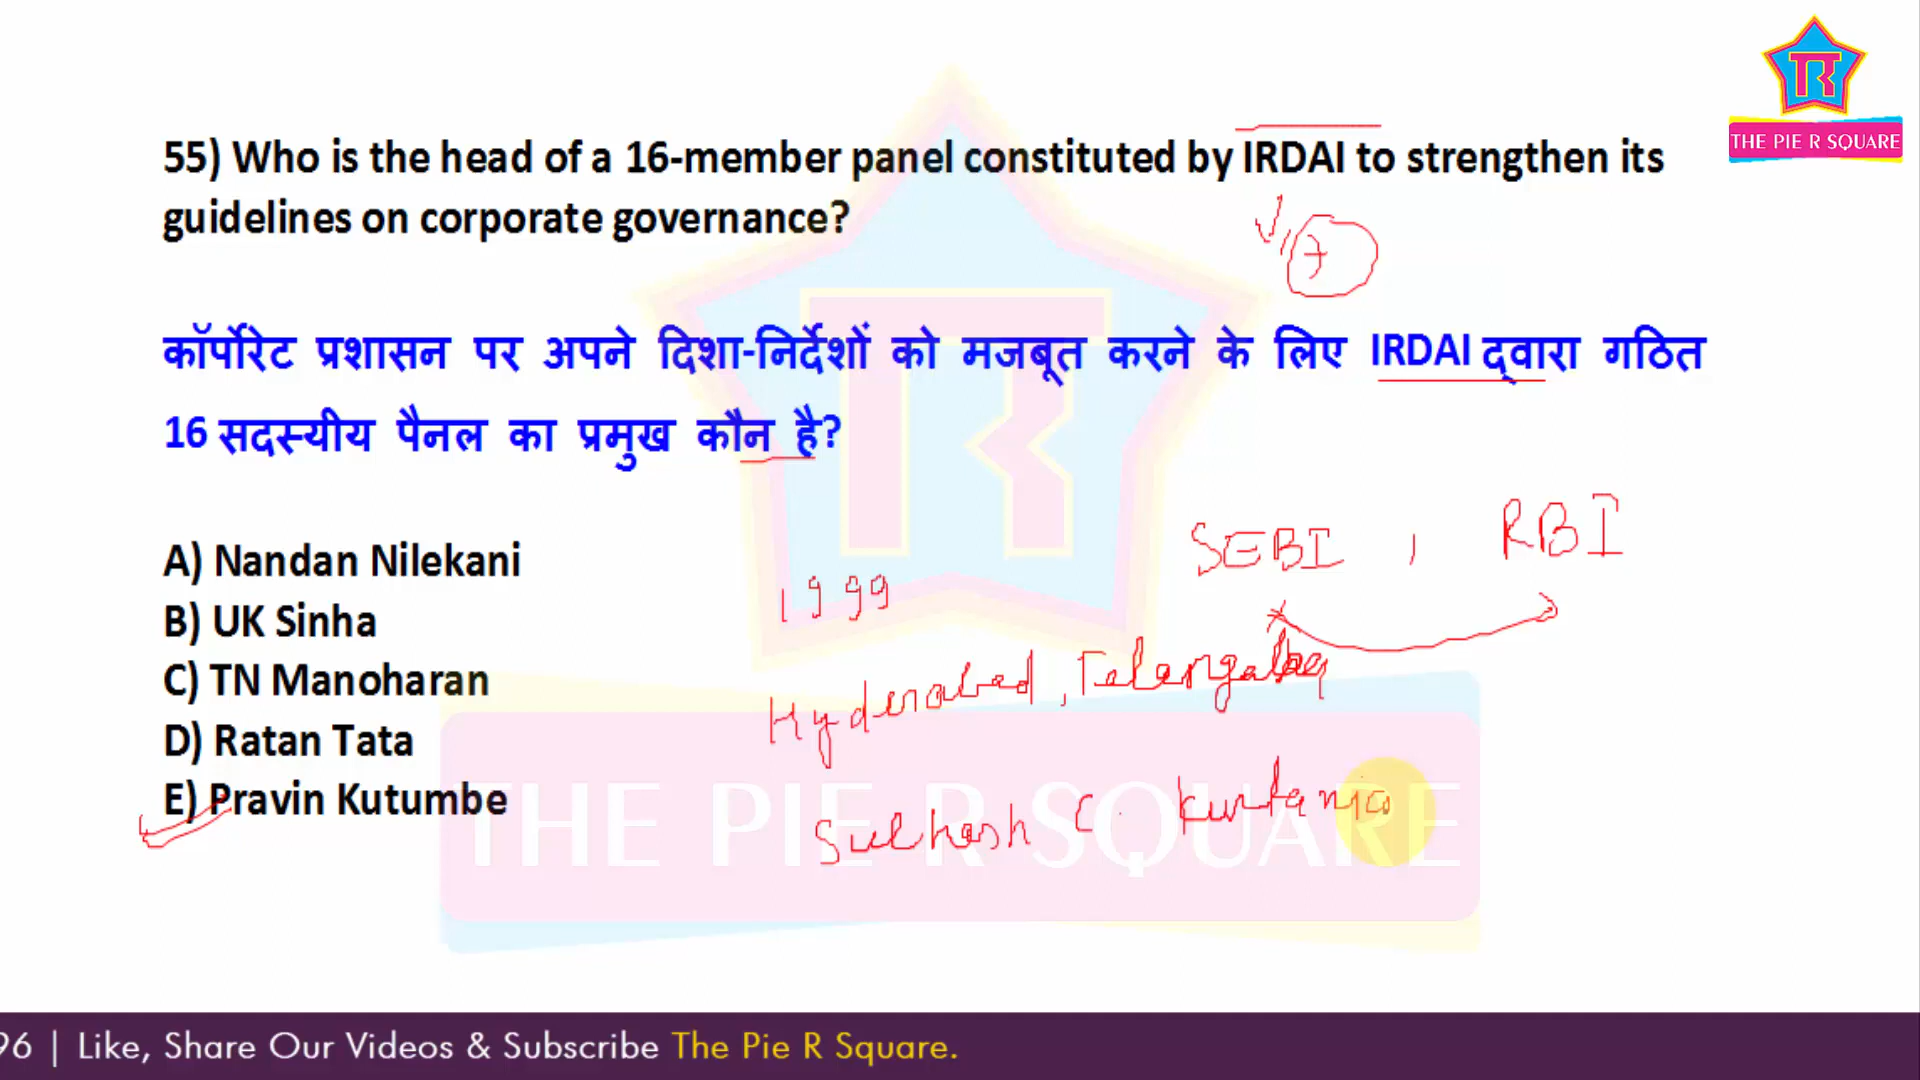 THE PIE R SQUARE
55) Who is the head of a 16-member panel constituted by IRDAI to strengthen its
guidelines on corporate governance?
कॉर्पोरेट प्रशासन पर अपने दिशा-निर्देशों को मजबूत करने के लिए IRDAI द्वारा गठित
16 सदस्यीय पैनल का प्रमुख कौन है?
SEBI , RBI
A) Nandan Nilekani
1999
B) UK Sinha
C) TN Manoharan
Hyderabad,
D) Ratan Tata
E) Pravin Kutumbe
C.
THE PIE R SQUARE
96 | Like, Share Our Videos & Subscribe The Pie R Square.